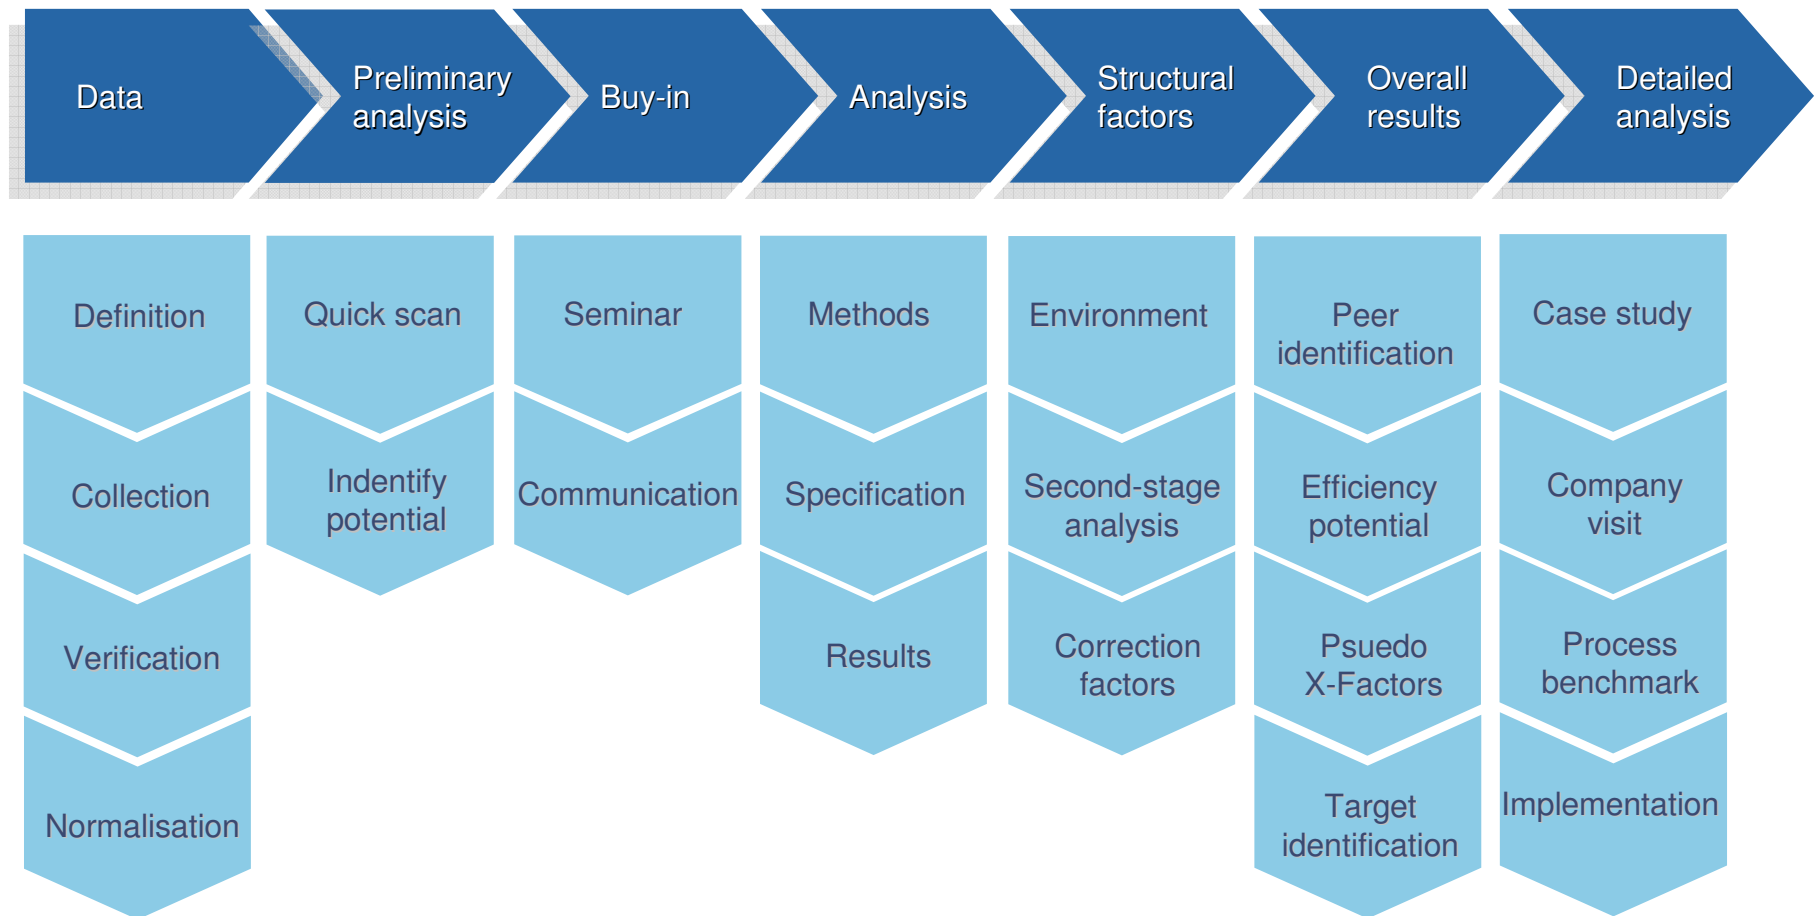 Data
Preliminary
analysis
Buy-in
Analysis
Structural
factors
Overall
results
Detailed
analysis
Definition
Collection
Verification
Normalisation
Quick scan
Indentify
potential
Seminar
Communication
Methods
Specification
Results
Environment
Second-stage
analysis
Correction
factors
Peer
identification
Efficiency
potential
Psuedo
X-Factors
Target
identification
Case study
Company
visit
Process
benchmark
Implementation